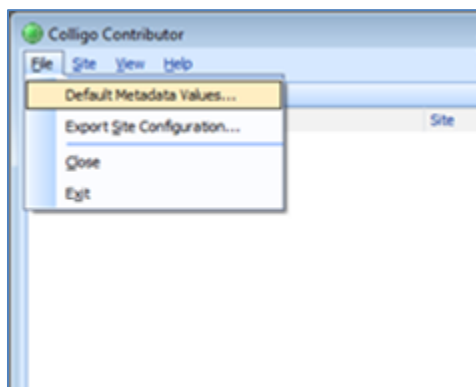 Colligo Contributor
File Site View Help
Default Metadata Values...
Export Site Configuration...
Site
Close
Exit